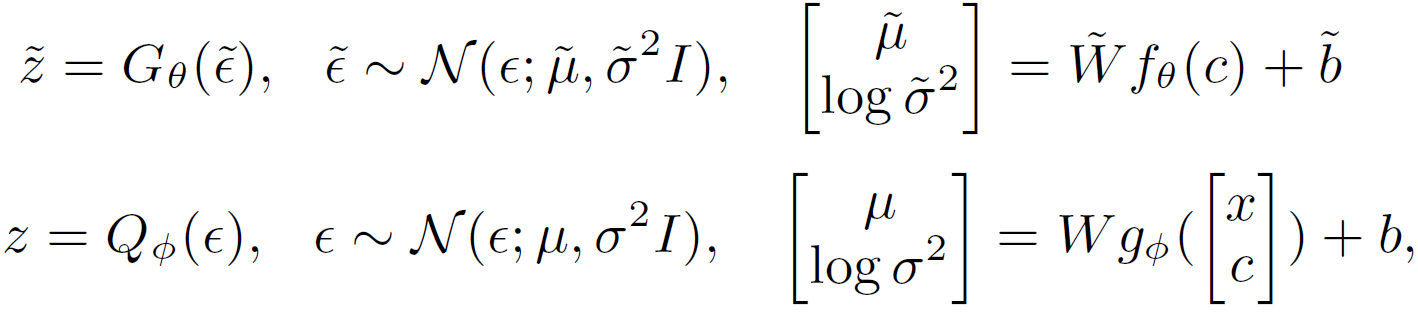 z̃ = G_θ(ε̃), ε̃ ∼ 𝒩(ϵ; μ̃, σ̃²I), [μ̃ log σ̃²] = W̃ f_θ(c) + b̃
z = Q_ϕ(ϵ), ϵ ∼ 𝒩(ϵ; μ, σ²I), [μ log σ²] = W g_ϕ([x c]) + b,